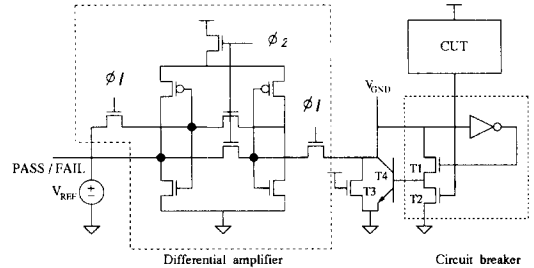 ϕ2
CUT
ϕ1
ϕ1
VGND
PASS / FAIL
T1
T4
T3
T2
VREF
Differential amplifier
Circuit breaker